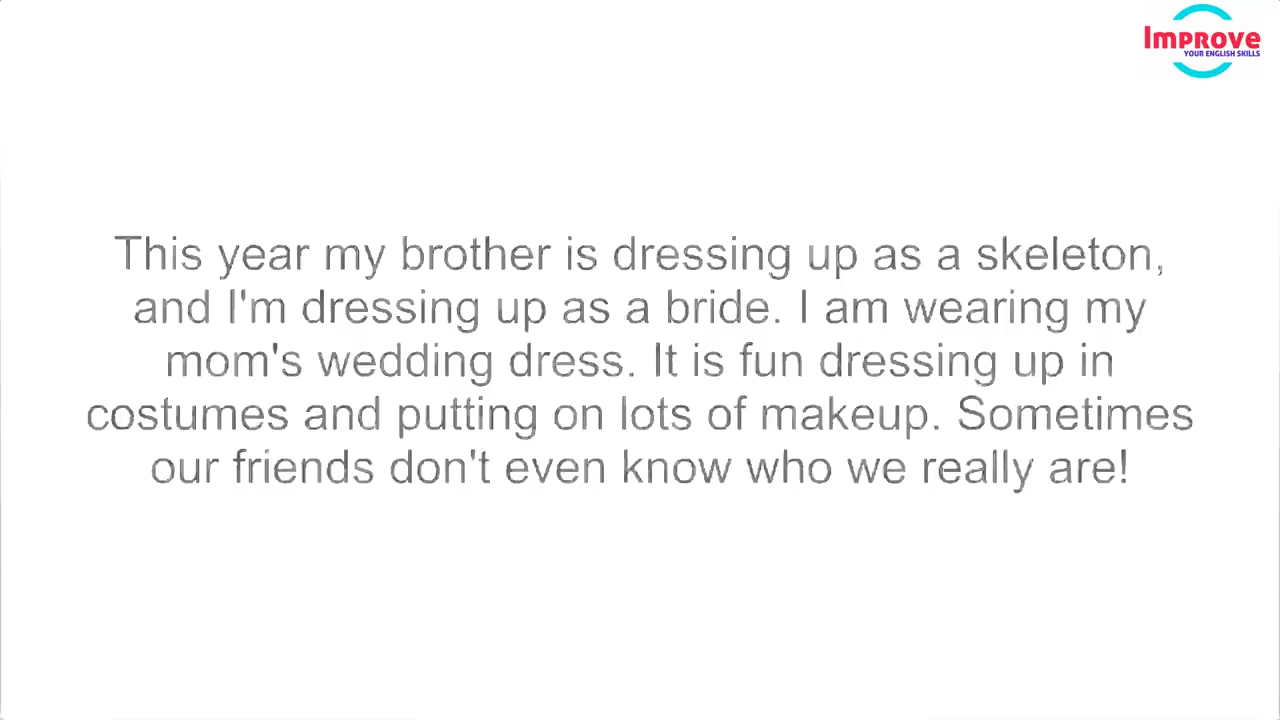 Improve
YOUR ENGLISH SKILLS
This year my brother is dressing up as a skeleton,
and I'm dressing up as a bride. I am wearing my
mom's wedding dress. It is fun dressing up in
costumes and putting on lots of makeup. Sometimes
our friends don't even know who we really are!